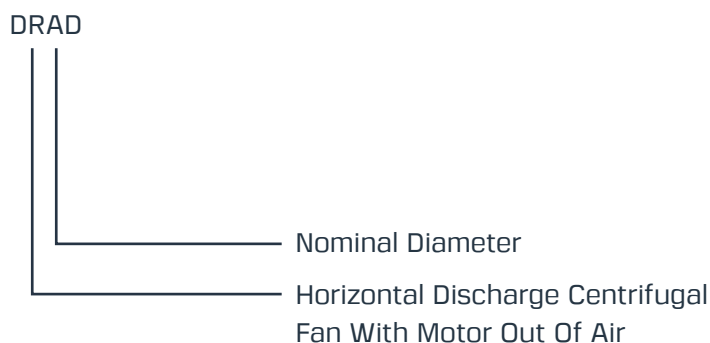 DRAD
Nominal Diameter
Horizontal Discharge Centrifugal
Fan With Motor Out Of Air